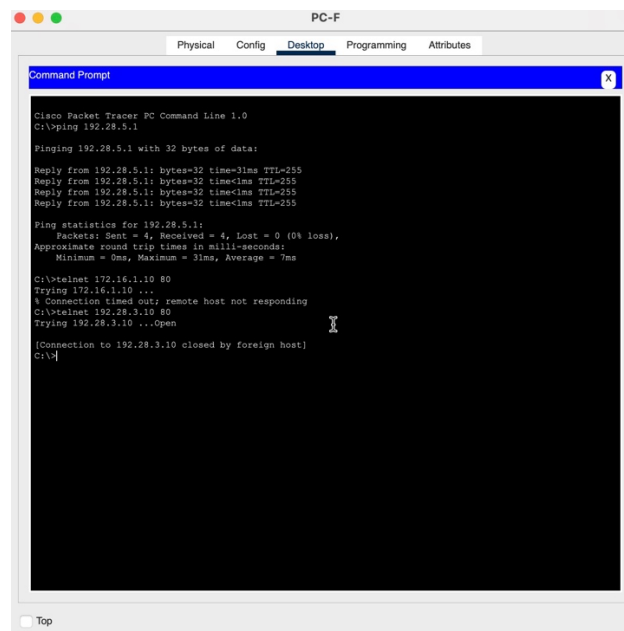 PC-F
Physical Config Desktop Programming Attributes
Command Prompt
X
Cisco Packet Tracer PC Command Line 1.0
C:\>ping 192.28.5.1
Pinging 192.28.5.1 with 32 bytes of data:
Reply from 192.28.5.1: bytes=32 time=31ms TTL=255
Reply from 192.28.5.1: bytes=32 time<1ms TTL=255
Reply from 192.28.5.1: bytes=32 time<1ms TTL=255
Reply from 192.28.5.1: bytes=32 time<1ms TTL=255
Ping statistics for 192.28.5.1:
Packets: Sent = 4, Received = 4, Lost = 0 (0% loss),
Approximate round trip times in milli-seconds:
Minimum = 0ms, Maximum = 31ms, Average = 7ms
C:\>telnet 172.16.1.10 80
Trying 172.16.1.10 ...
% Connection timed out; remote host not responding
C:\>telnet 192.28.3.10 80
Trying 192.28.3.10 ...Open
[Connection to 192.28.3.10 closed by foreign host]
C:\>
Top